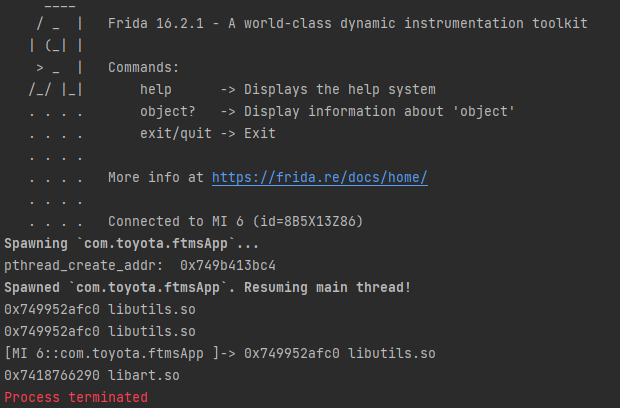 ____
/ _  |   Frida 16.2.1 - A world-class dynamic instrumentation toolkit
| (_| |
> _  |   Commands:
/_/ |_|       help      -> Displays the help system
. . . .       object?   -> Display information about 'object'
. . . .       exit/quit -> Exit
. . . .
. . . .   More info at https://frida.re/docs/home/
. . . .
. . . .   Connected to MI 6 (id=8B5X13Z86)
Spawning `com.toyota.ftmsApp`...
pthread_create_addr:  0x749b413bc4
Spawned `com.toyota.ftmsApp`. Resuming main thread!
0x749952afc0 libutils.so
0x749952afc0 libutils.so
[MI 6::com.toyota.ftmsApp ]-> 0x749952afc0 libutils.so
0x7418766290 libart.so
Process terminated